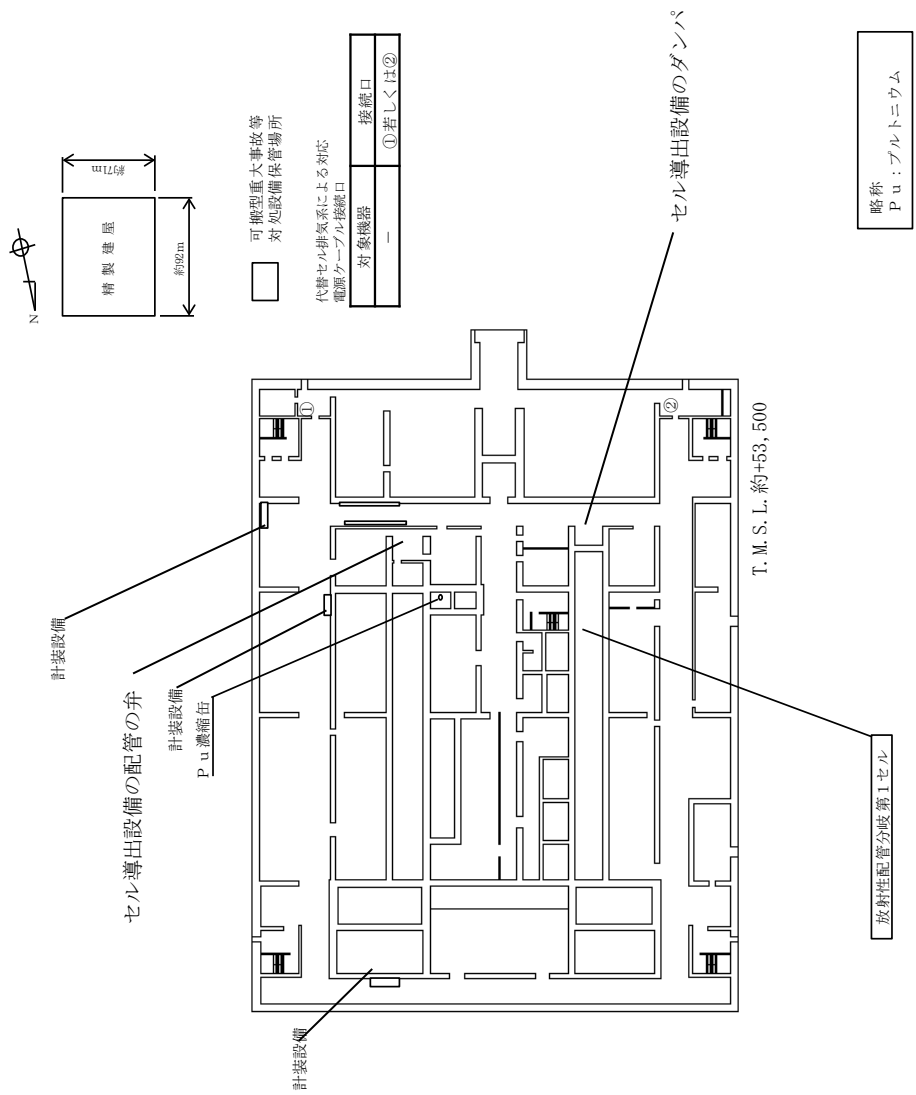 N
精製建屋
約71m
約92m
可搬型重大事故等
対処設備保管場所
代替セル排気系による対応
電源ケーブル接続口
対象機器
接続口
－
①若しくは②
セル導出設備のダンパ
略称
Pu：プルトニウム
①
②
T.M.S.L.約+53,500
計装設備
セル導出設備の配管の弁
計装設備
Pu濃縮缶
計装設備
放射性配管分岐第1セル